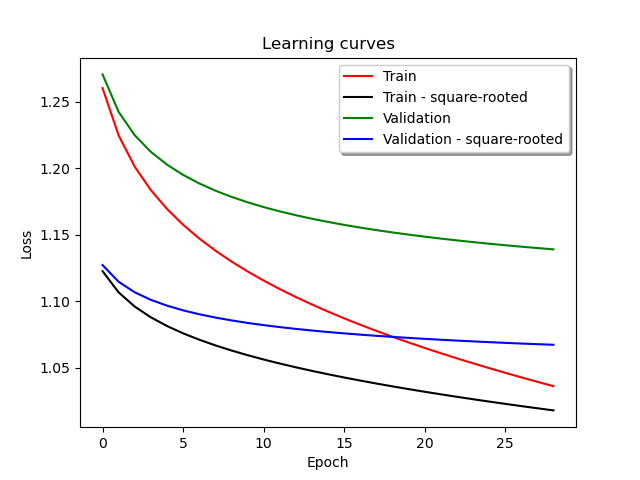 Learning curves
Train
Train - square-rooted
Validation
Validation - square-rooted
1.25
1.20
1.15
1.10
1.05
Loss
0 5 10 15 20 25
Epoch